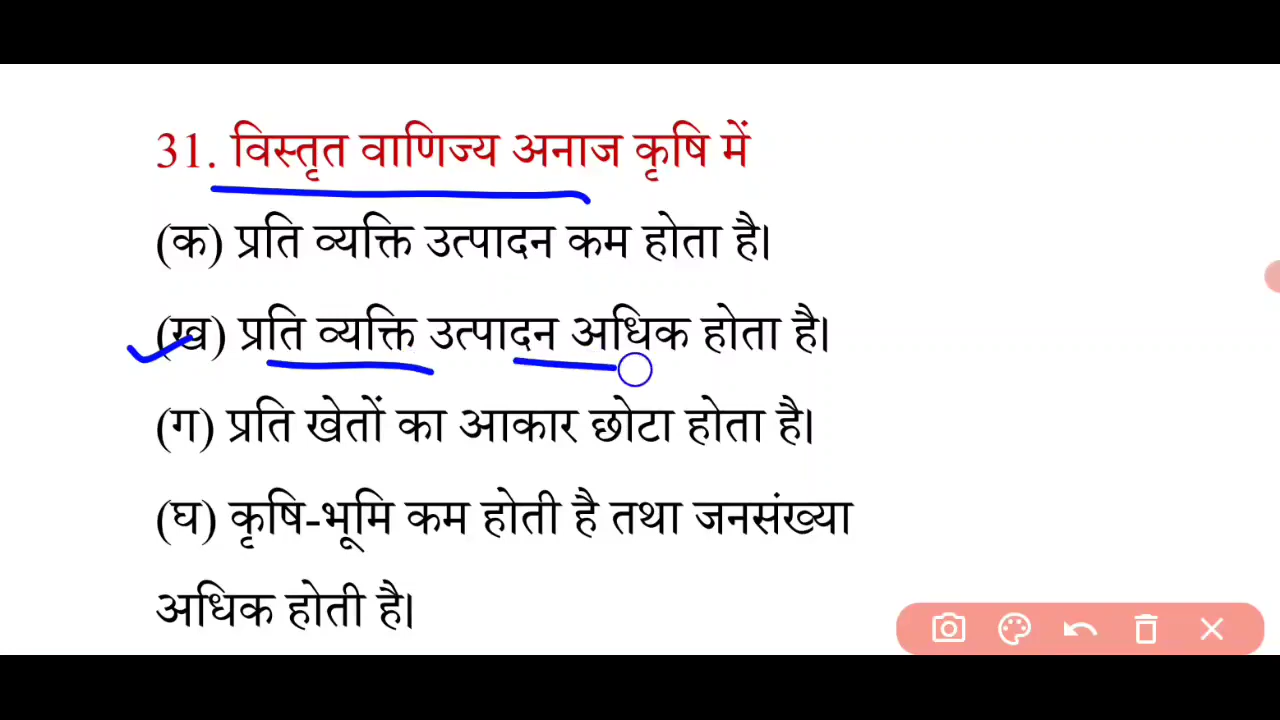 31. विस्तृत वाणिज्य अनाज कृषि में
(क) प्रति व्यक्ति उत्पादन कम होता है।
(ख) प्रति व्यक्ति उत्पादन अधिक होता है।
(ग) प्रति खेतों का आकार छोटा होता है।
(घ) कृषि-भूमि कम होती है तथा जनसंख्या
अधिक होती है।